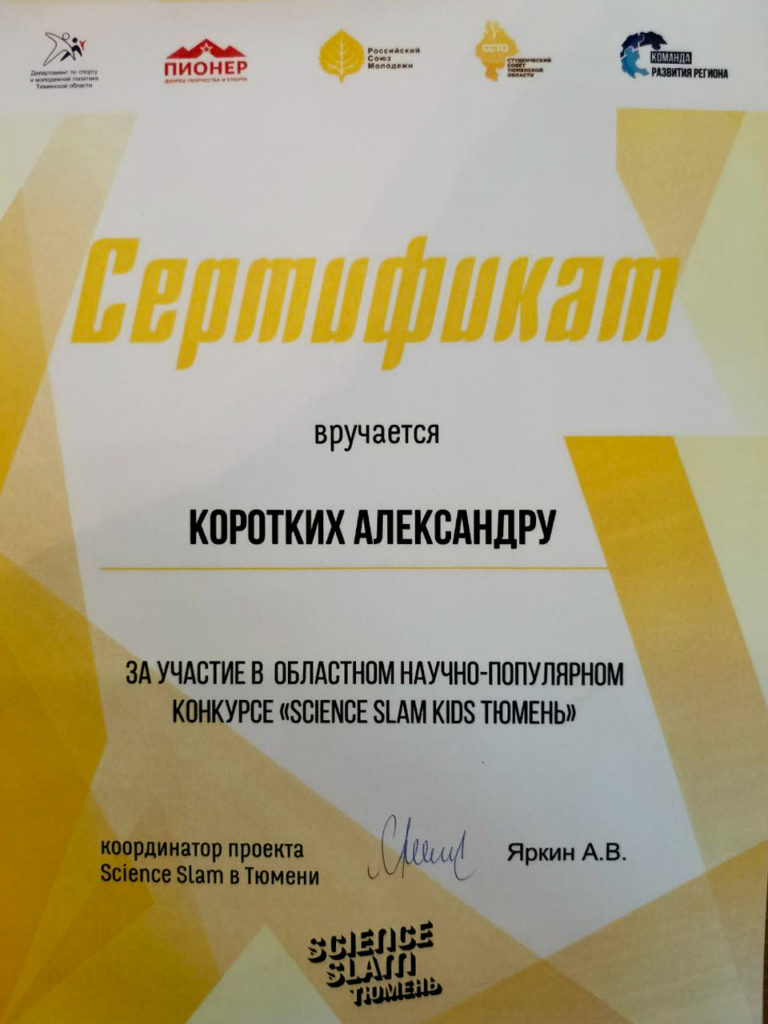 Департамент по спорту
и молодежной политике
Тюменской области
ПИОНЕР
ДВОРЕЦ ТВОРЧЕСТВА И СПОРТА
Российский
Союз
Молодежи
ССТО
СТУДЕНЧЕСКИЙ
СОВЕТ
ТЮМЕНСКОЙ
ОБЛАСТИ
КОМАНДА
РАЗВИТИЯ РЕГИОНА
Сертификат
вручается
КОРОТКИХ АЛЕКСАНДРУ
ЗА УЧАСТИЕ В ОБЛАСТНОМ НАУЧНО-ПОПУЛЯРНОМ
КОНКУРСЕ «SCIENCE SLAM KIDS ТЮМЕНЬ»
координатор проекта
Science Slam в Тюмени
Яркин А.В.
SCIENCE
SLAM
ТЮМЕНЬ